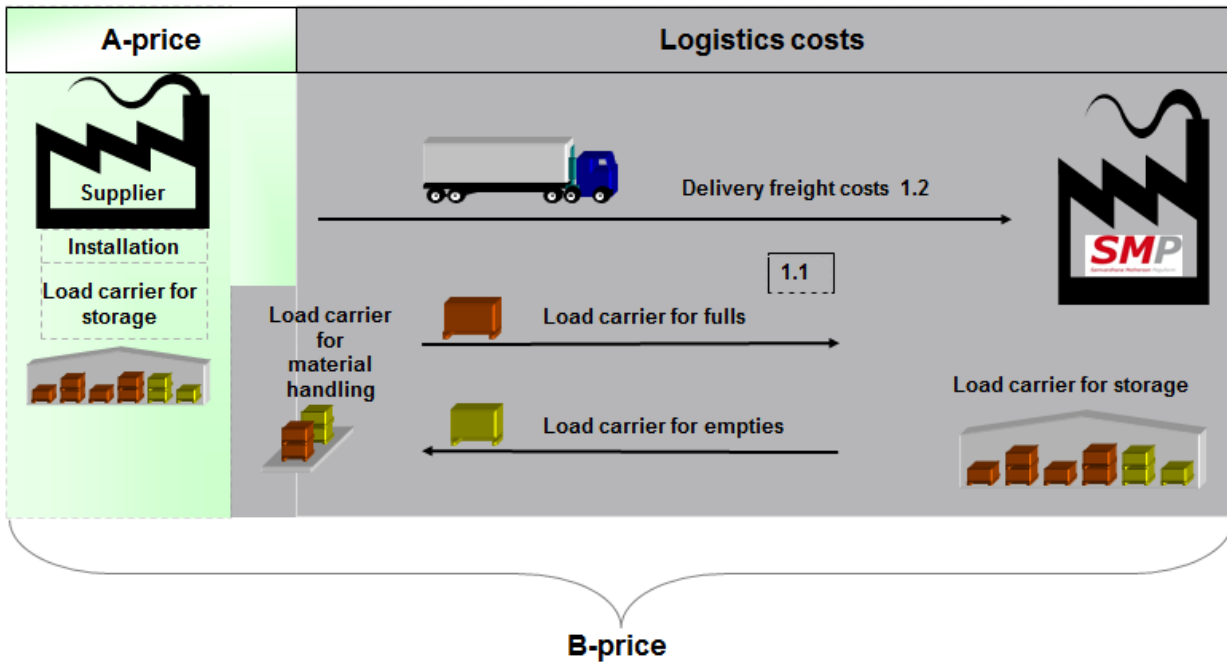 A-price
Logistics costs
Supplier
Installation
Load carrier for
storage
Delivery freight costs 1.2
SMP
1.1
Load carrier
for
material
handling
Load carrier for fulls
Load carrier for empties
Load carrier for storage
B-price